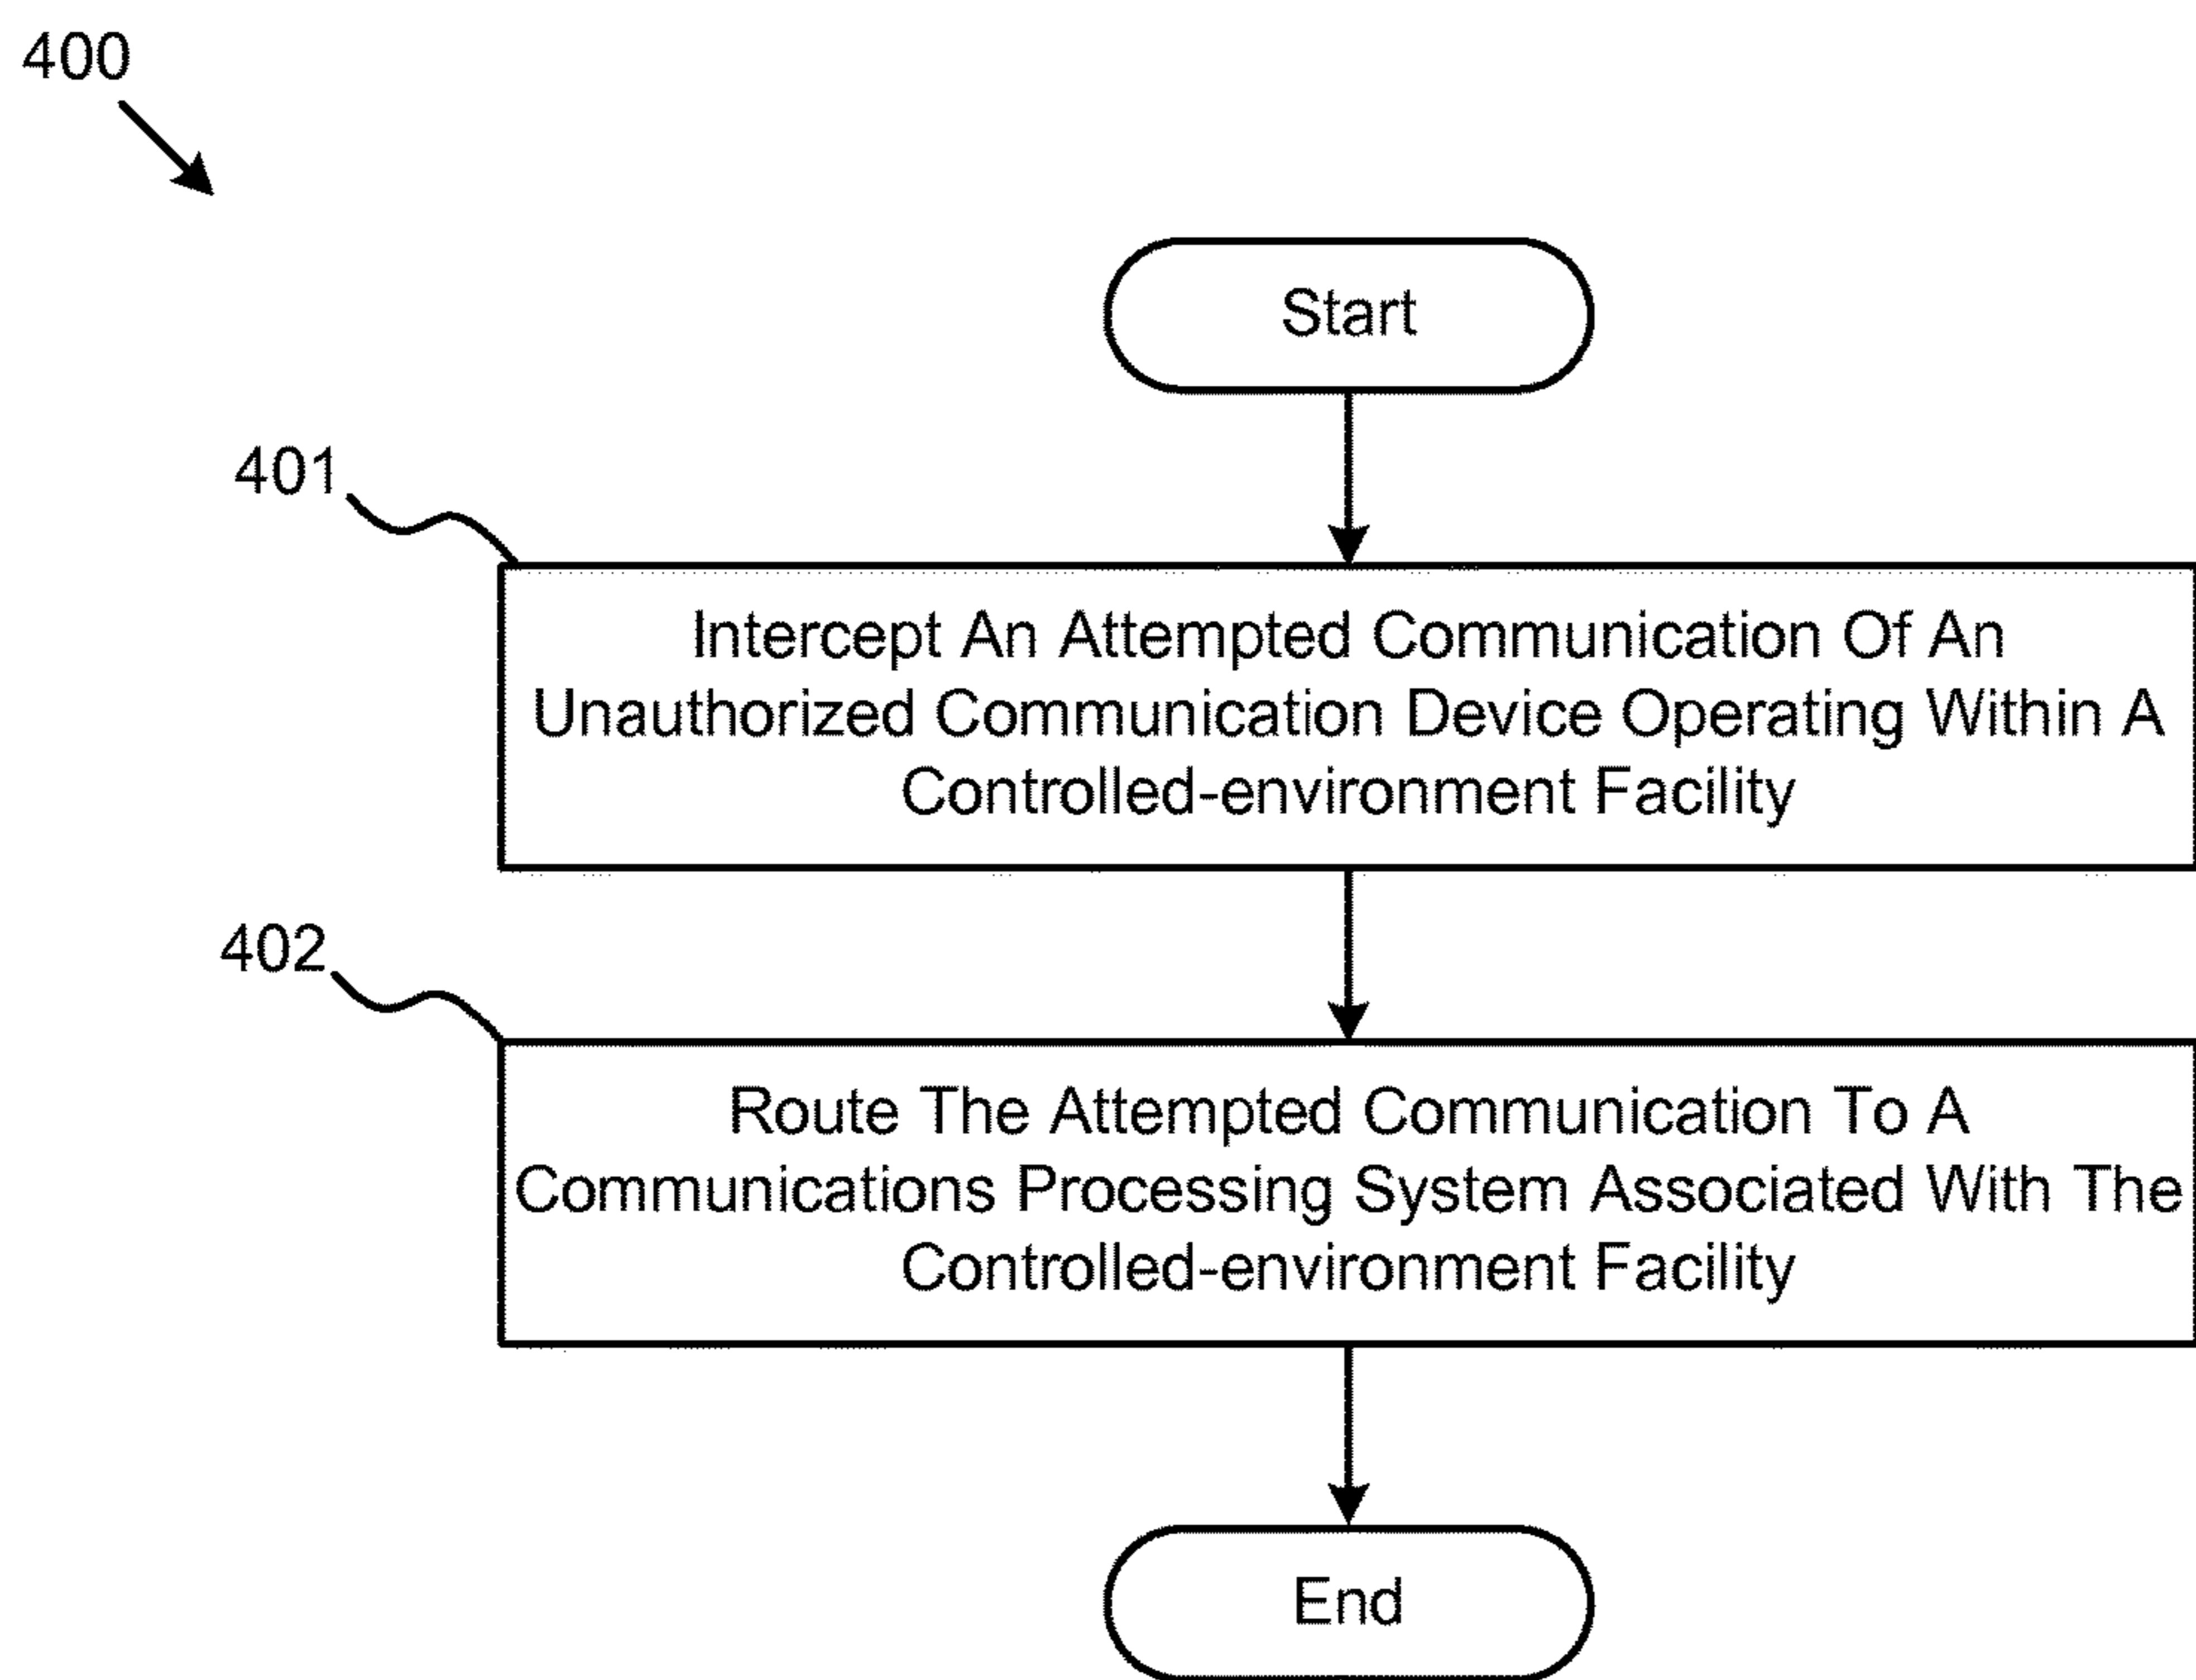 400
Start
401
Intercept An Attempted Communication Of An
Unauthorized Communication Device Operating Within A
Controlled-environment Facility
402
Route The Attempted Communication To A
Communications Processing System Associated With The
Controlled-environment Facility
End